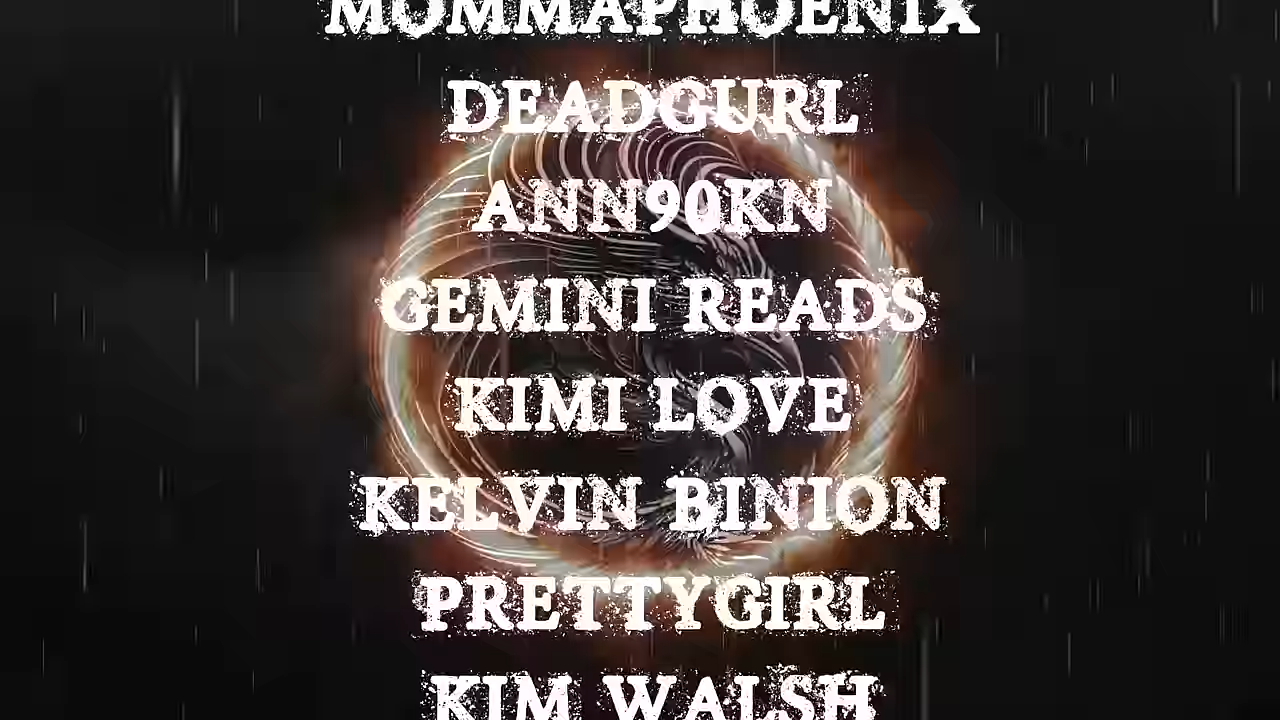 MOMMAPHOENIX
DEADGURL
ANN90KN
GEMINI READS
KIMI LOVE
KELVIN BINION
PRETTYGIRL
KIM WALSH